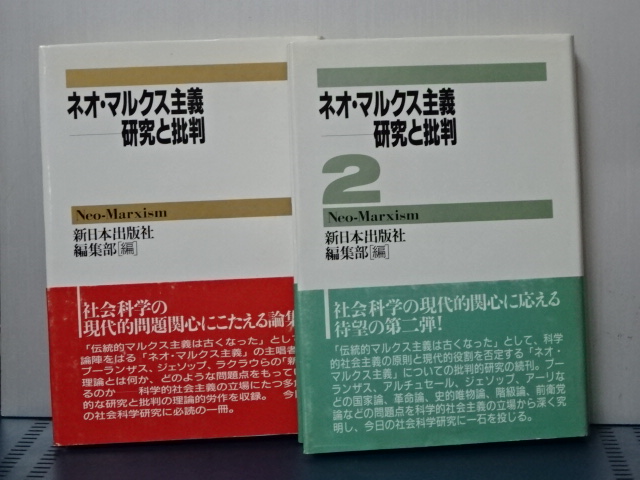 ネオ・マルクス主義
研究と批判
Neo-Marxism
新日本出版社
編集部[編]
社会科学の
現代的問題関心にこたえる論集
「伝統的マルクス主義は古くなった」として
論陣をはる「ネオ・マルクス主義」の主唱者
プーランザス、ジェソップ、ラクラウらの「新
理論とは何か、どのような問題点をもってい
るのか 科学的社会主義の立場にたつ多
的な研究と批判の理論的労作を収録。 今
の社会科学研究に必読の一冊。
ネオ・マルクス主義
研究と批判
2
Neo-Marxism
新日本出版社
編集部[編]
社会科学の現代的関心に応える
待望の第二弾!
「伝統的マルクス主義は古くなった」として、科学
的社会主義の原則と現代的役割を否定する「ネオ・
マルクス主義」についての批判的研究の続刊。プー
ランザス、アルチュセール、ジェソップ、アーリな
どの国家論、革命論、史的唯物論、階級論、前衛党
論などの問題点を科学的社会主義の立場から深く究
明し、今日の社会科学研究に一石を投じる。